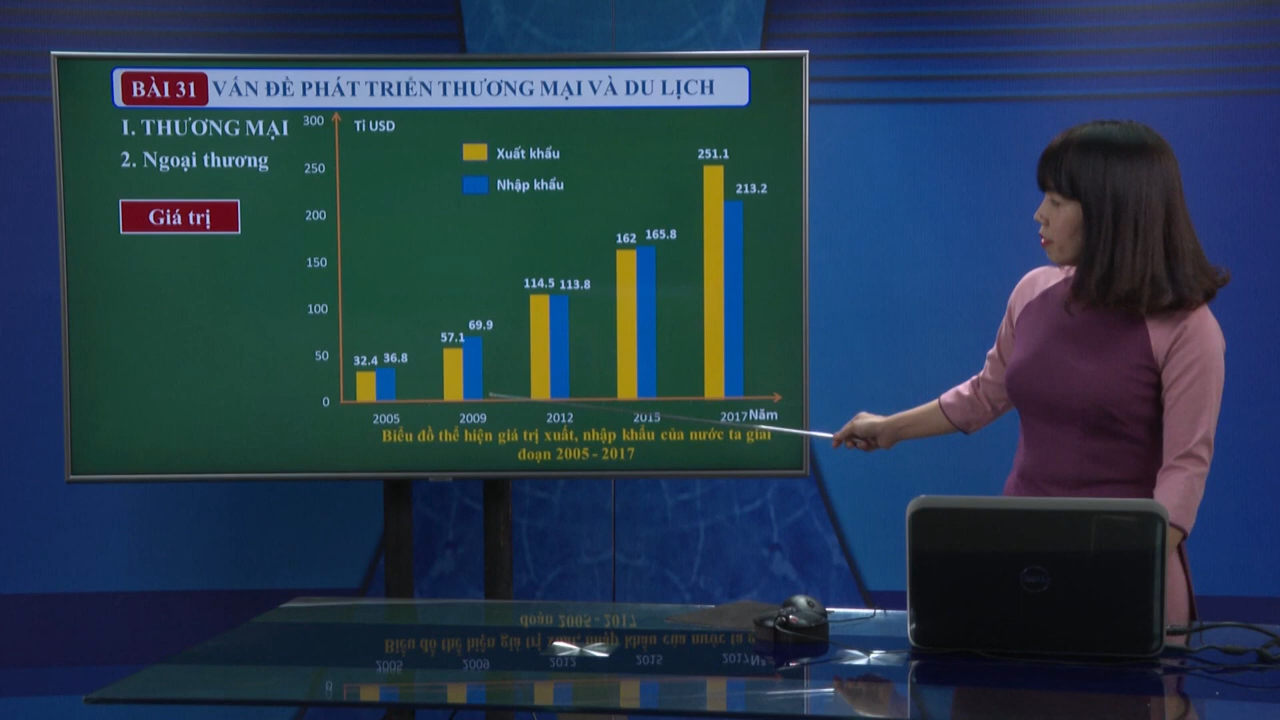 BÀI 31 VẤN ĐỀ PHÁT TRIỂN THƯƠNG MẠI VÀ DU LỊCH
I. THƯƠNG MẠI
2. Ngoại thương
Giá trị
Tỉ USD
Xuất khẩu
Nhập khẩu
300
250
200
150
100
50
0
32.4 36.8
57.1 69.9
114.5 113.8
162 165.8
251.1 213.2
2005 2009 2012 2015 2017 Năm
Biểu đồ thể hiện giá trị xuất, nhập khẩu của nước ta giai
đoạn 2005 - 2017
DELL